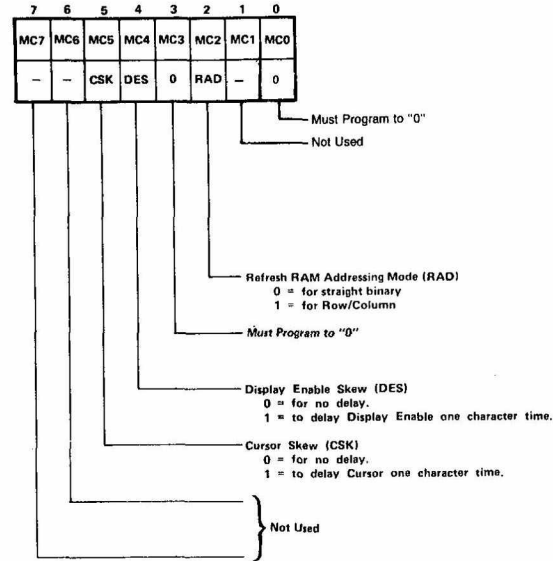 7 6 5 4 3 2 1 0
MC7 MC6 MC5 MC4 MC3 MC2 MC1 MC0
– – CSK DES 0 RAD – 0
Must Program to "0"
Not Used
Refresh RAM Addressing Mode (RAD)
0 = for straight binary
1 = for Row/Column
Must Program to "0"
Display Enable Skew (DES)
0 = for no delay.
1 = to delay Display Enable one character time.
Cursor Skew (CSK)
0 = for no delay.
1 = to delay Cursor one character time.
Not Used